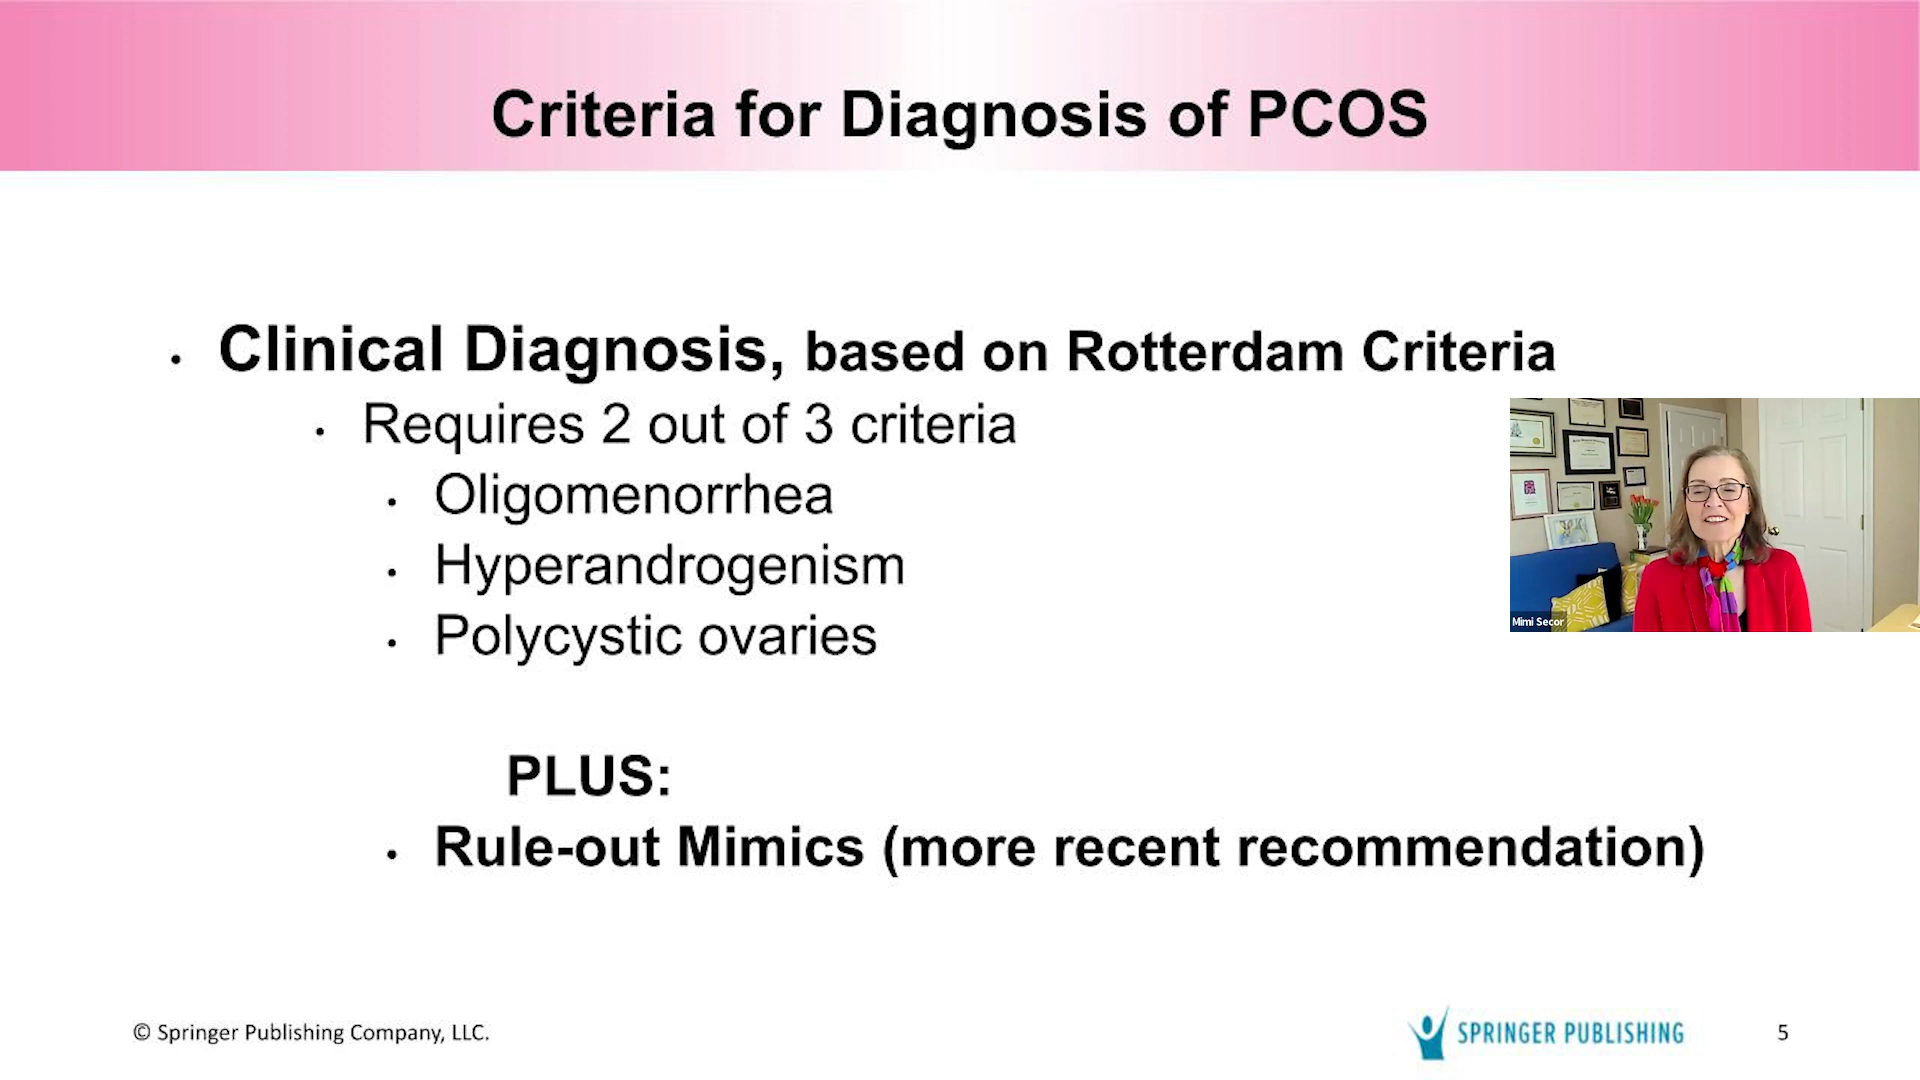 Criteria for Diagnosis of PCOS
• Clinical Diagnosis, based on Rotterdam Criteria
• Requires 2 out of 3 criteria
• Oligomenorrhea
• Hyperandrogenism
• Polycystic ovaries
Mimi Secor
PLUS:
• Rule-out Mimics (more recent recommendation)
© Springer Publishing Company, LLC.
SPRINGER PUBLISHING
5